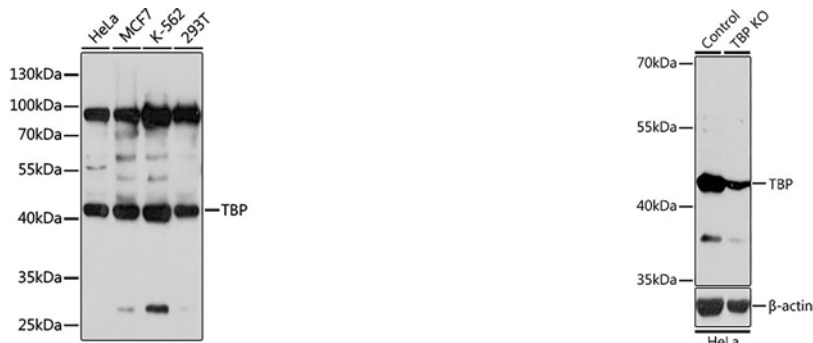 HeLa MCF7 K-562 293T
130kDa
100kDa
70kDa
55kDa
40kDa
35kDa
25kDa
TBP
Control TBP KO
70kDa
55kDa
40kDa
35kDa
TBP
β-actin
HeLa